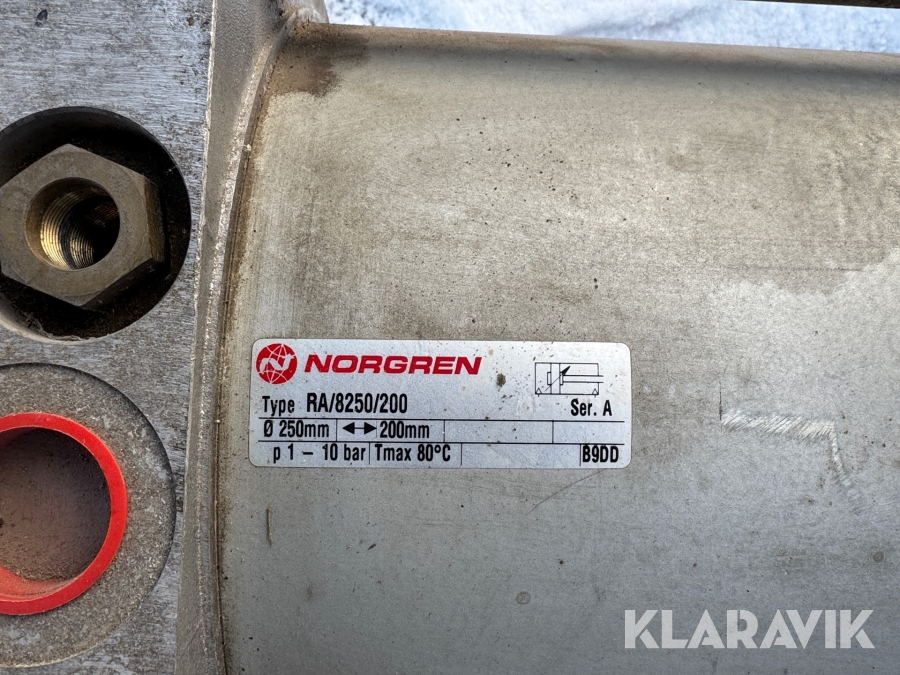 NORGREN
Type RA/8250/200 Ser. A
Ø 250mm 200mm
p 1 – 10 bar Tmax 80°C B9DD
KLARAVIK